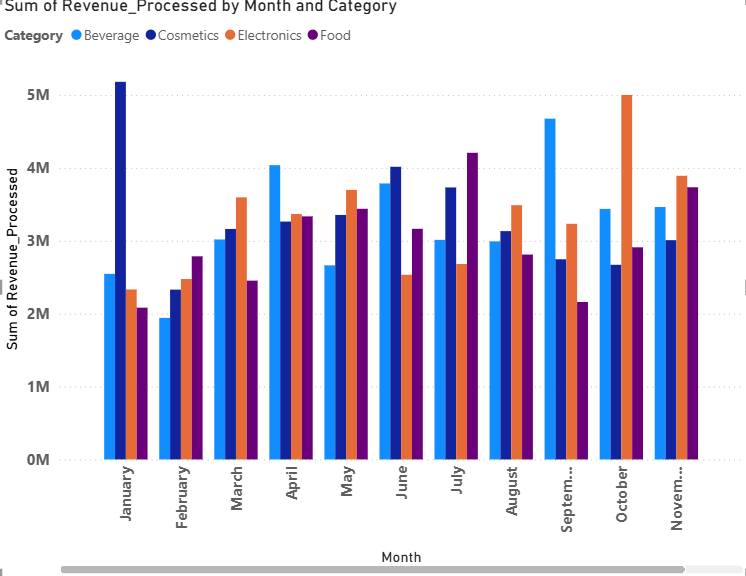 Sum of Revenue_Processed by Month and Category
Category Beverage Cosmetics Electronics Food
5M
4M
3M
2M
1M
0M
Sum of Revenue_Processed
January
February
March
April
May
June
July
August
Septem...
October
Novem...
Month